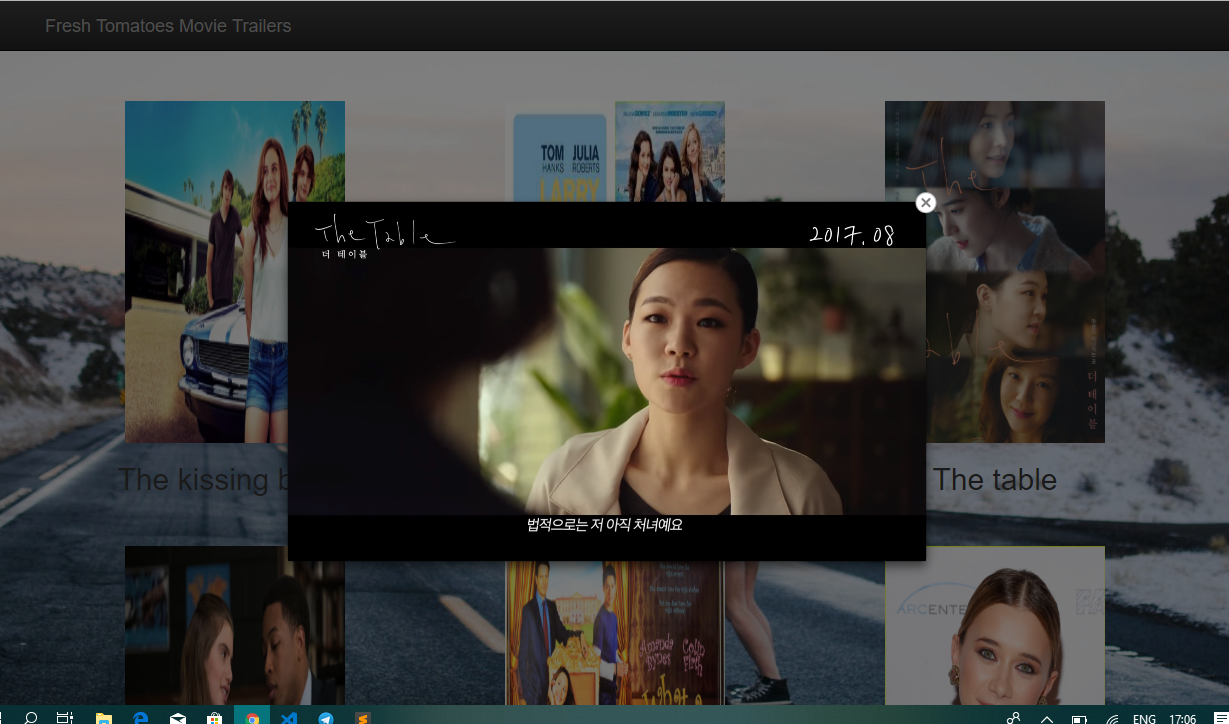 Fresh Tomatoes Movie Trailers
TOM JULIA
HANKS ROBERTS
LARRY
The
able
더 테이블
The Table
더 테이블
2017. 08
법적으로는 저 아직 처녀예요
The kissing b
The table
ARCENTE
Amanda Colin
Bynes Firth
What a
ENG 17:06